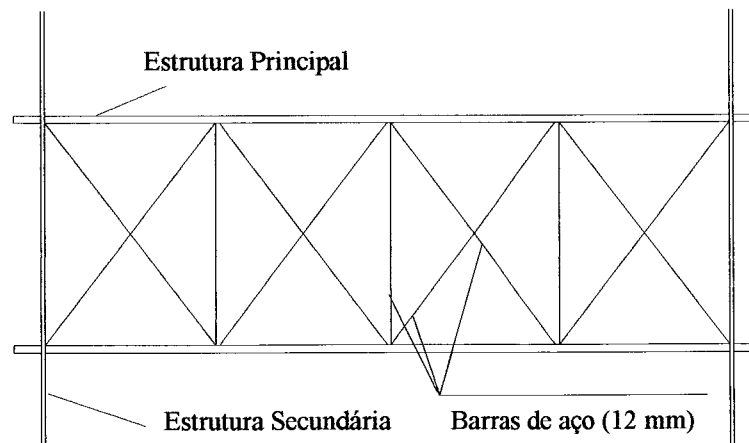 Estrutura Principal
Estrutura Secundária
Barras de aço (12 mm)